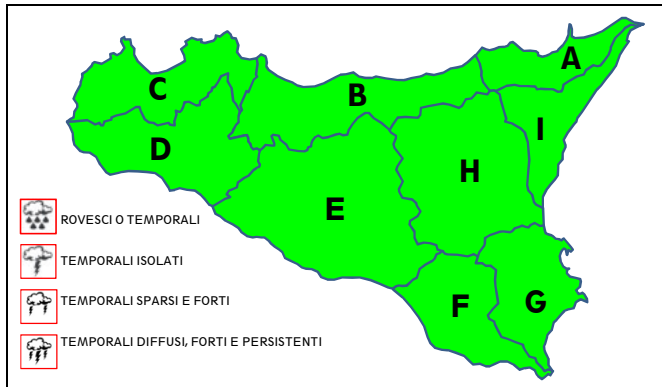 A
C
B
I
D
H
E
F
G
ROVESCI O TEMPORALI
TEMPORALI ISOLATI
TEMPORALI SPARSI E FORTI
TEMPORALI DIFFUSI, FORTI E PERSISTENTI